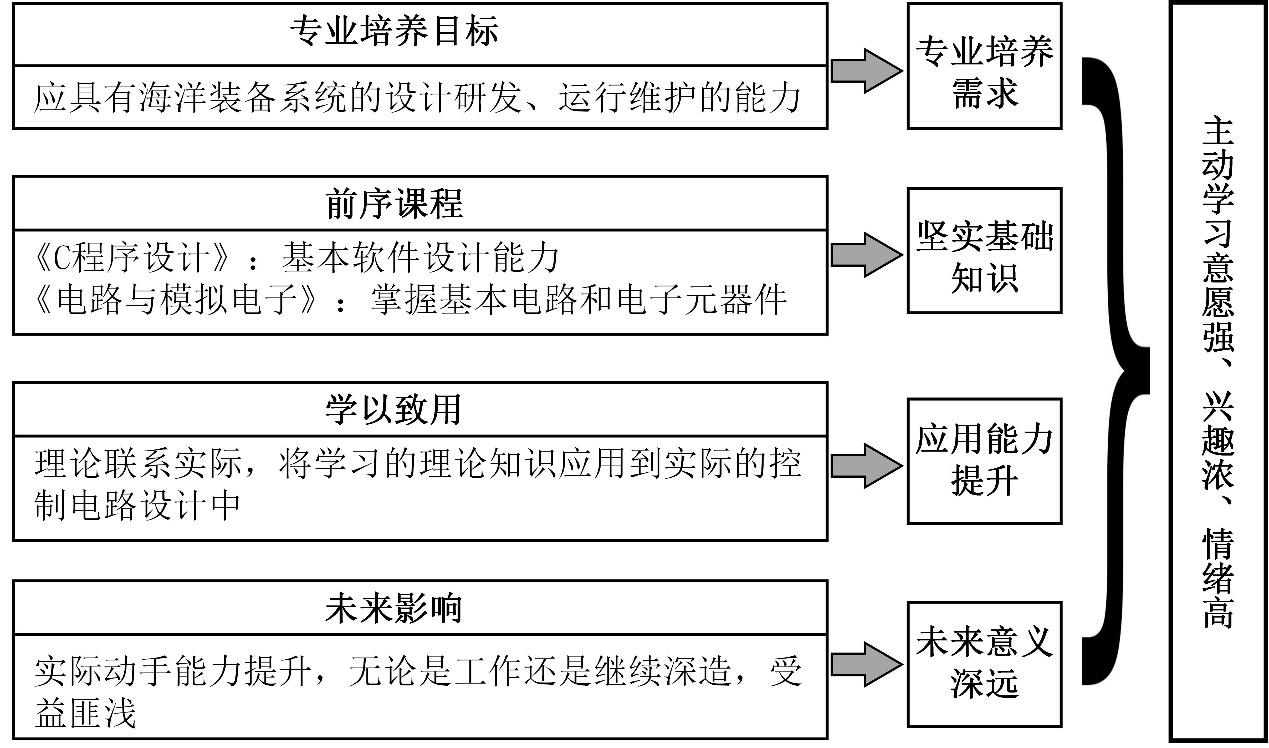 专业培养目标
应具有海洋装备系统的设计研发、运行维护的能力
专业培养
需求
前序课程
《C程序设计》：基本软件设计能力
《电路与模拟电子》：掌握基本电路和电子元器件
坚实基础
知识
学以致用
理论联系实际，将学习的理论知识应用到实际的控
制电路设计中
应用能力
提升
未来影响
实际动手能力提升，无论是工作还是继续深造，受
益匪浅
未来意义
深远
主动学习意愿强、兴趣浓、情绪高